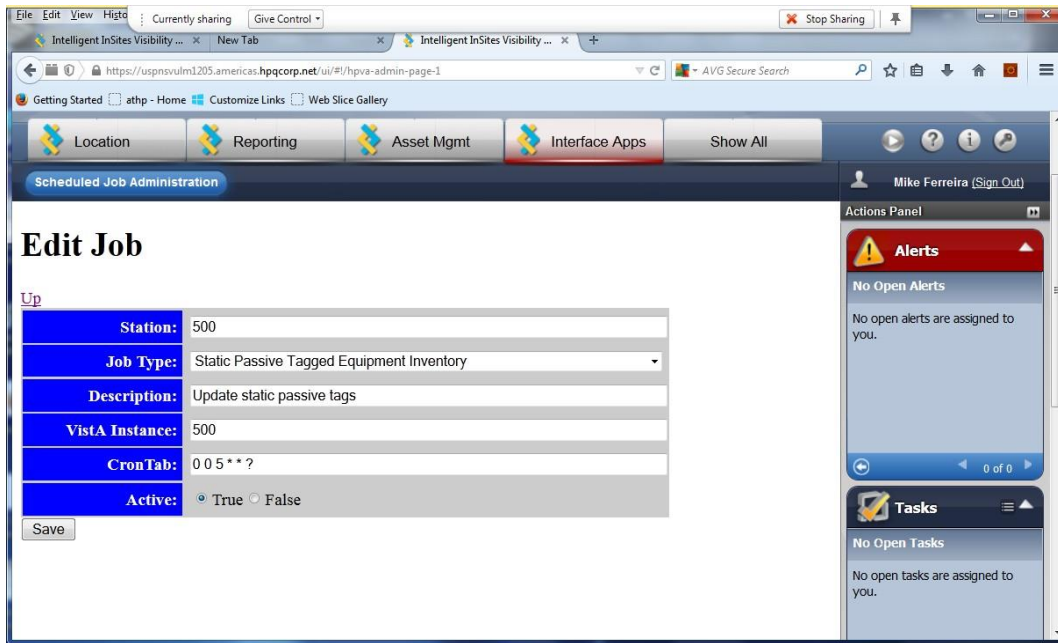 File Edit View Histo
Currently sharing Give Control
Stop Sharing
Intelligent InSites Visibility ... × New Tab × Intelligent InSites Visibility ... × +
https://uspnsvulm1205.americas.hpqcorp.net/ui/#!/hpva-admin-page-1
AVG Secure Search
Getting Started athp - Home Customize Links Web Slice Gallery
Location Reporting Asset Mgmt Interface Apps Show All
Scheduled Job Administration
Mike Ferreira (Sign Out)
Actions Panel
Edit Job
Up
Station: 500
Job Type: Static Passive Tagged Equipment Inventory
Description: Update static passive tags
VistA Instance: 500
CronTab: 0 0 5 * * ?
Active: True False
Save
Alerts
No Open Alerts
No open alerts are assigned to
you.
0 of 0
Tasks
No Open Tasks
No open tasks are assigned to
you.